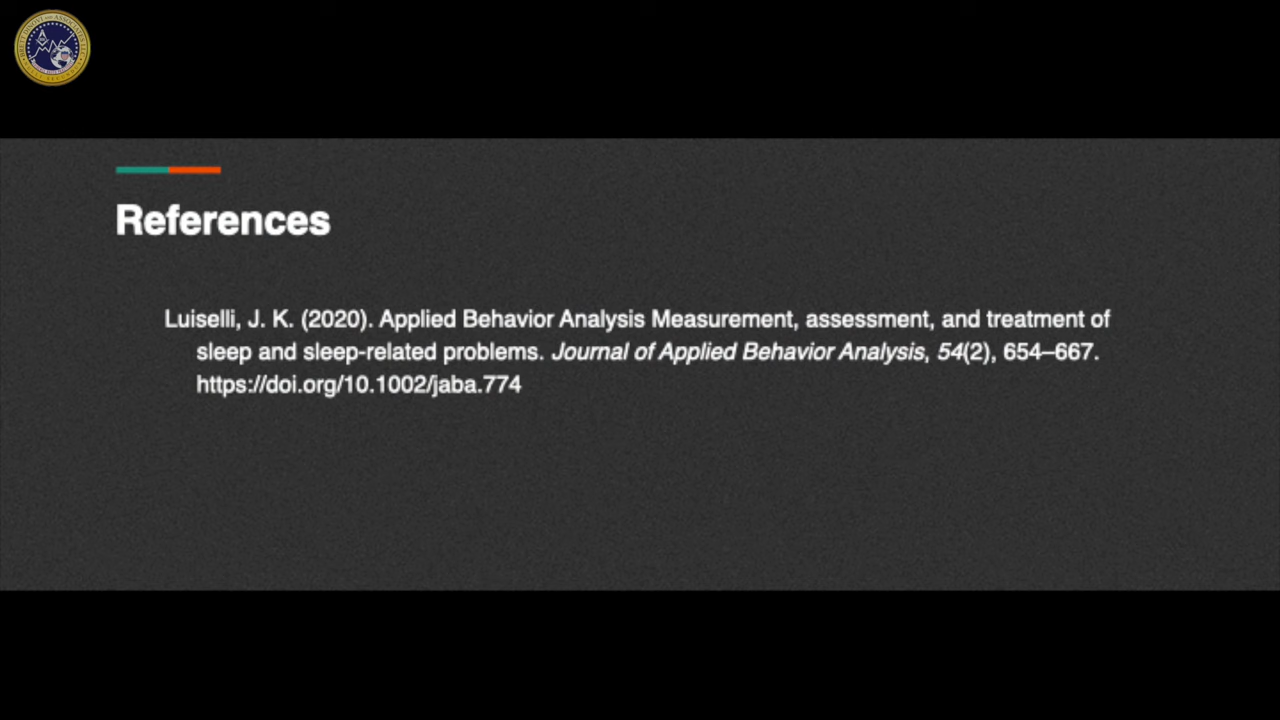 References
Luiselli, J. K. (2020). Applied Behavior Analysis Measurement, assessment, and treatment of
sleep and sleep-related problems. Journal of Applied Behavior Analysis, 54(2), 654–667.
https://doi.org/10.1002/jaba.774